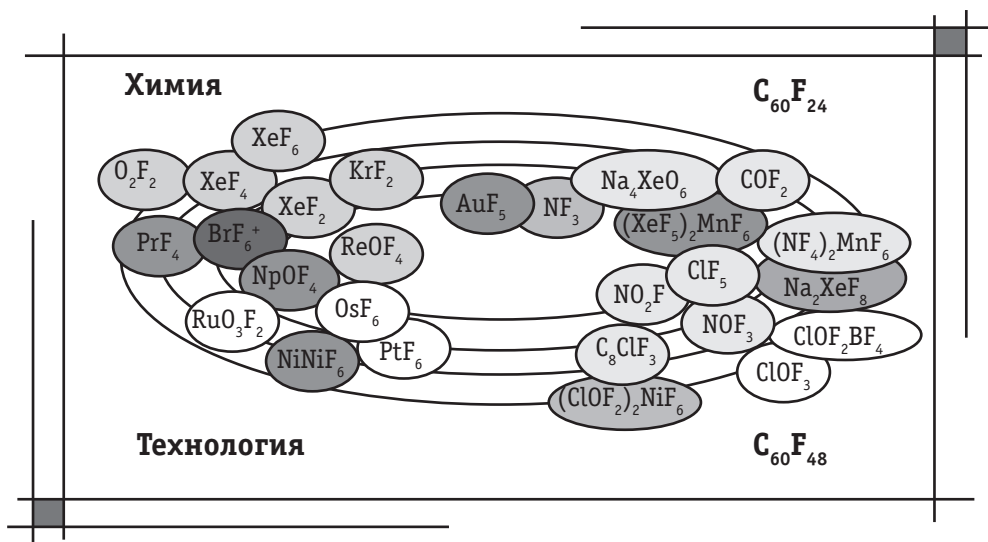 Химия
C₆₀F₂₄
XeF₆
O₂F₂
XeF₄
KrF₂
Na₄XeO₆
COF₂
XeF₂
AuF₅
NF₃
(XeF₅)₂MnF₆
PrF₄
BrF₆⁺
ReOF₄
(NF₄)₂MnF₆
NpOF₄
ClF₅
Na₂XeF₈
NO₂F
RuO₃F₂
OsF₆
NOF₃
ClOF₂BF₄
NiNiF₆
PtF₆
C₈ClF₃
ClOF₃
(ClOF₂)₂NiF₆
Технология
C₆₀F₄₈